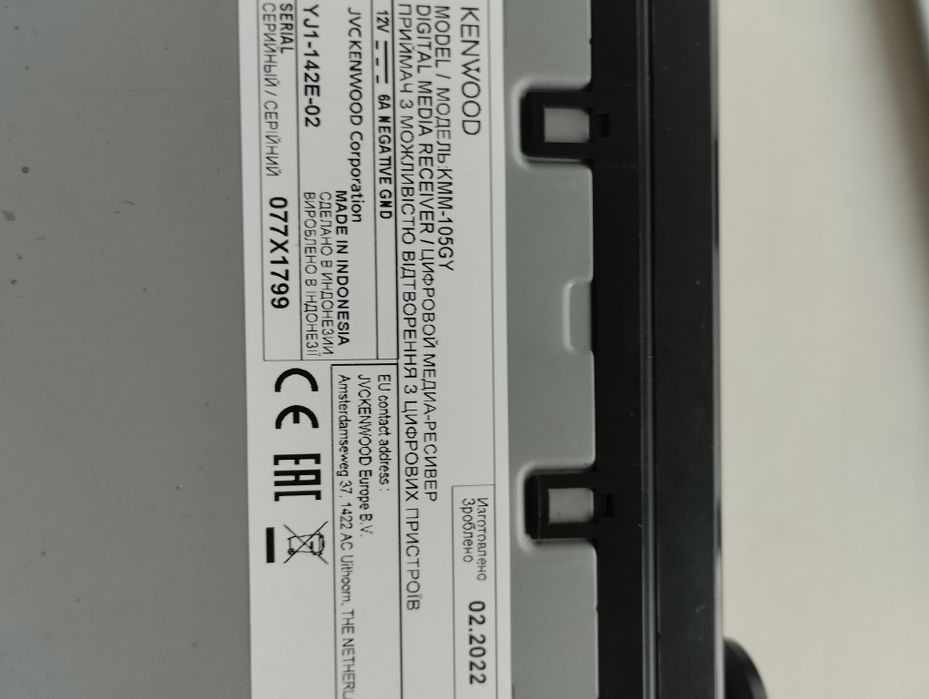 KENWOOD
MODEL / МОДЕЛЬ:KMM-105GY
DIGITAL MEDIA RECEIVER / ЦИФРОВОЙ МЕДИА-РЕСИВЕР
ПРИЙМАЧ З МОЖЛИВІСТЮ ВІДТВОРЕННЯ З ЦИФРОВИХ ПРИСТРОЇВ
Изготовлено
Зроблено
02.2022
12V 6A NEGATIVE GND
JVCKENWOOD Corporation
MADE IN INDONESIA
СДЕЛАНО В ИНДОНЕЗИИ
ВИРОБЛЕНО В ІНДОНЕЗІЇ
YJ1-142E-02
SERIAL
СЕРИЙНЫЙ / СЕРІЙНИЙ 077X1799
EU contact address :
JVCKENWOOD Europe B.V.
Amsterdamseweg 37, 1422 AC Uithoorn, THE NETHERL
CE EAC